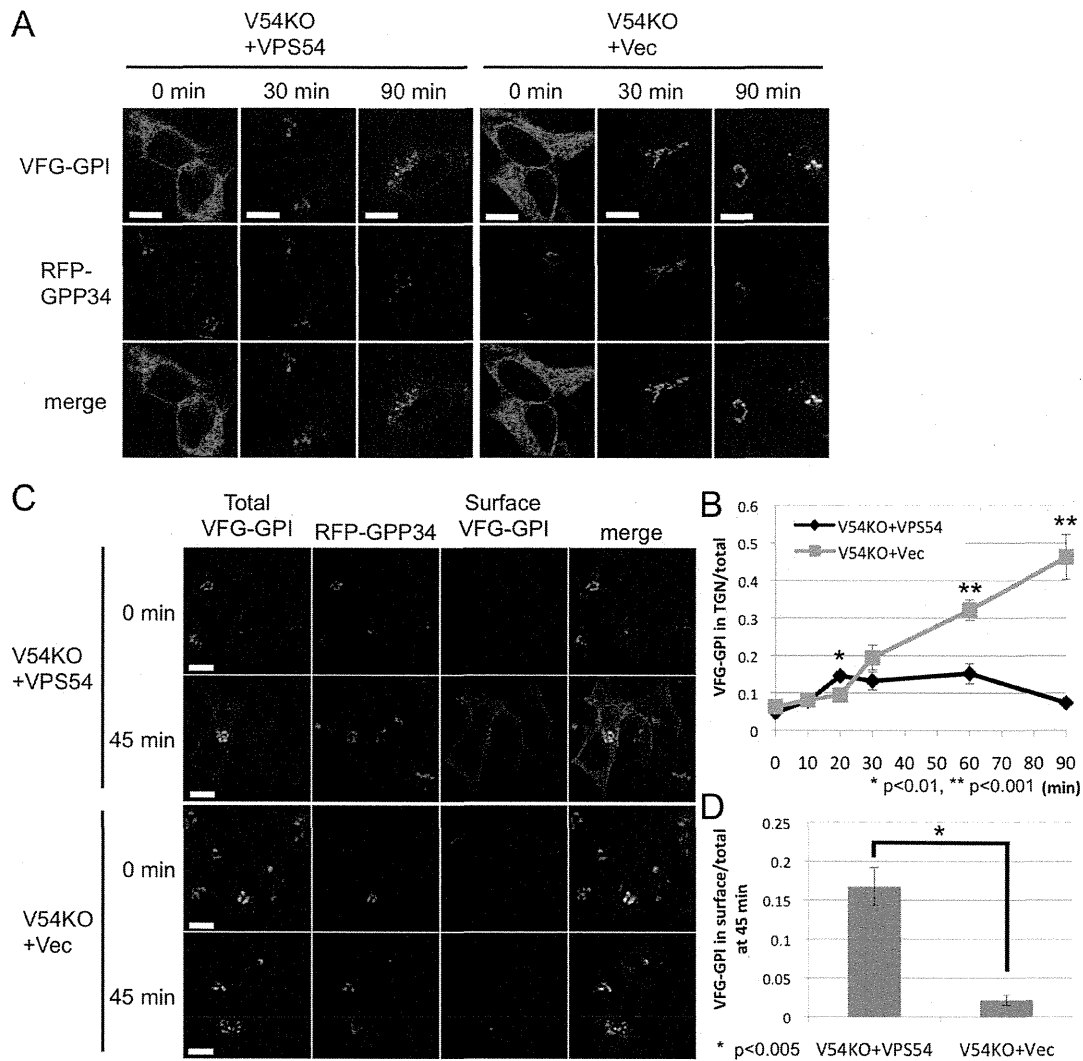 A
V54KO
+VPS54
V54KO
+Vec
0 min 30 min 90 min 0 min 30 min 90 min
VFG-GPI
RFP-
GPP34
merge
C
Total
VFG-GPI
RFP-GPP34
Surface
VFG-GPI
merge
V54KO
+VPS54
0 min
45 min
V54KO
+Vec
0 min
45 min
B
VFG-GPI in TGN/total
0.6
0.5
0.4
0.3
0.2
0.1
0
V54KO+VPS54
V54KO+Vec
*
**
**
0 10 20 30 40 50 60 70 80 90
* p<0.01, ** p<0.001 (min)
D
VFG-GPI in surface/total
at 45 min
0.25
0.2
0.15
0.1
0.05
0
*
* p<0.005 V54KO+VPS54 V54KO+Vec